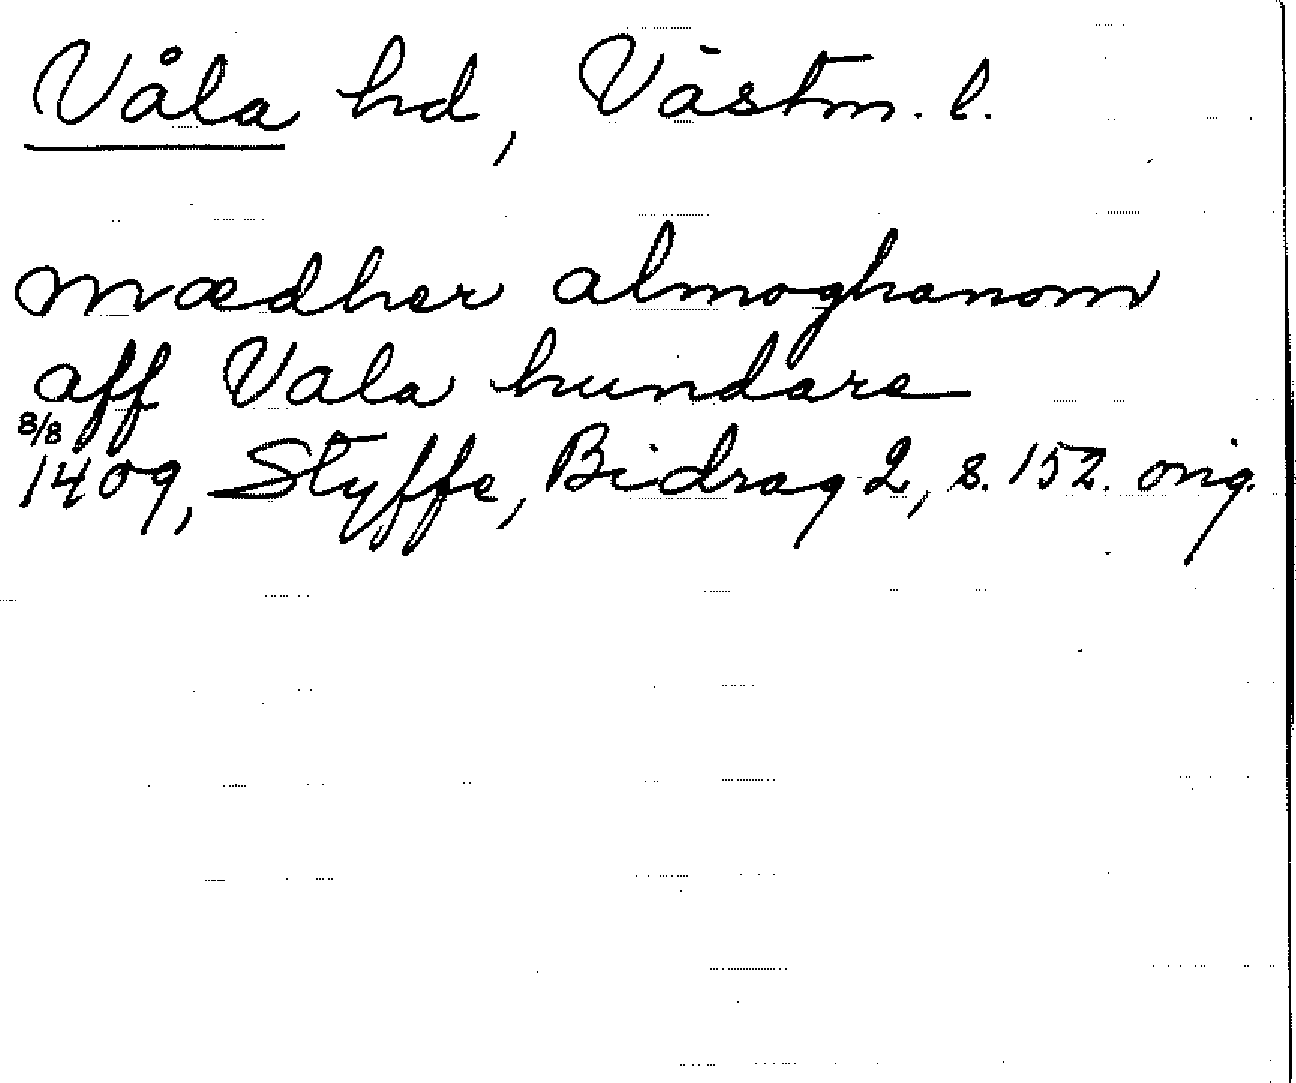 Våla hd, Västm. l.
mædher almoghanom
aff Vala hundare
8/8
1409, Styffe, Bidrag 2, s. 152. orig.